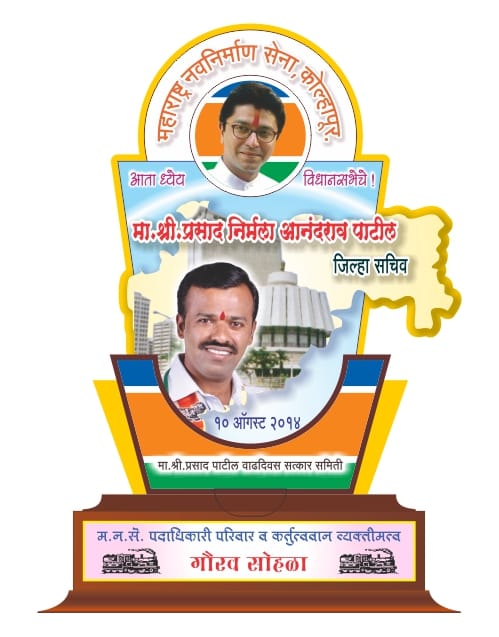 महाराष्ट्र नवनिर्माण सेना, कोल्हापूर.
आता ध्येय विधानसभेचे !
मा.श्री.प्रसाद निर्मला आनंदराव पाटील
जिल्हा सचिव
१० ऑगस्ट २०१४
मा.श्री.प्रसाद पाटील वाढदिवस सत्कार समिती
म.न.सें. पदाधिकारी परिवार व कर्तुत्ववान व्यक्तीमत्व
गौरव सोहळा